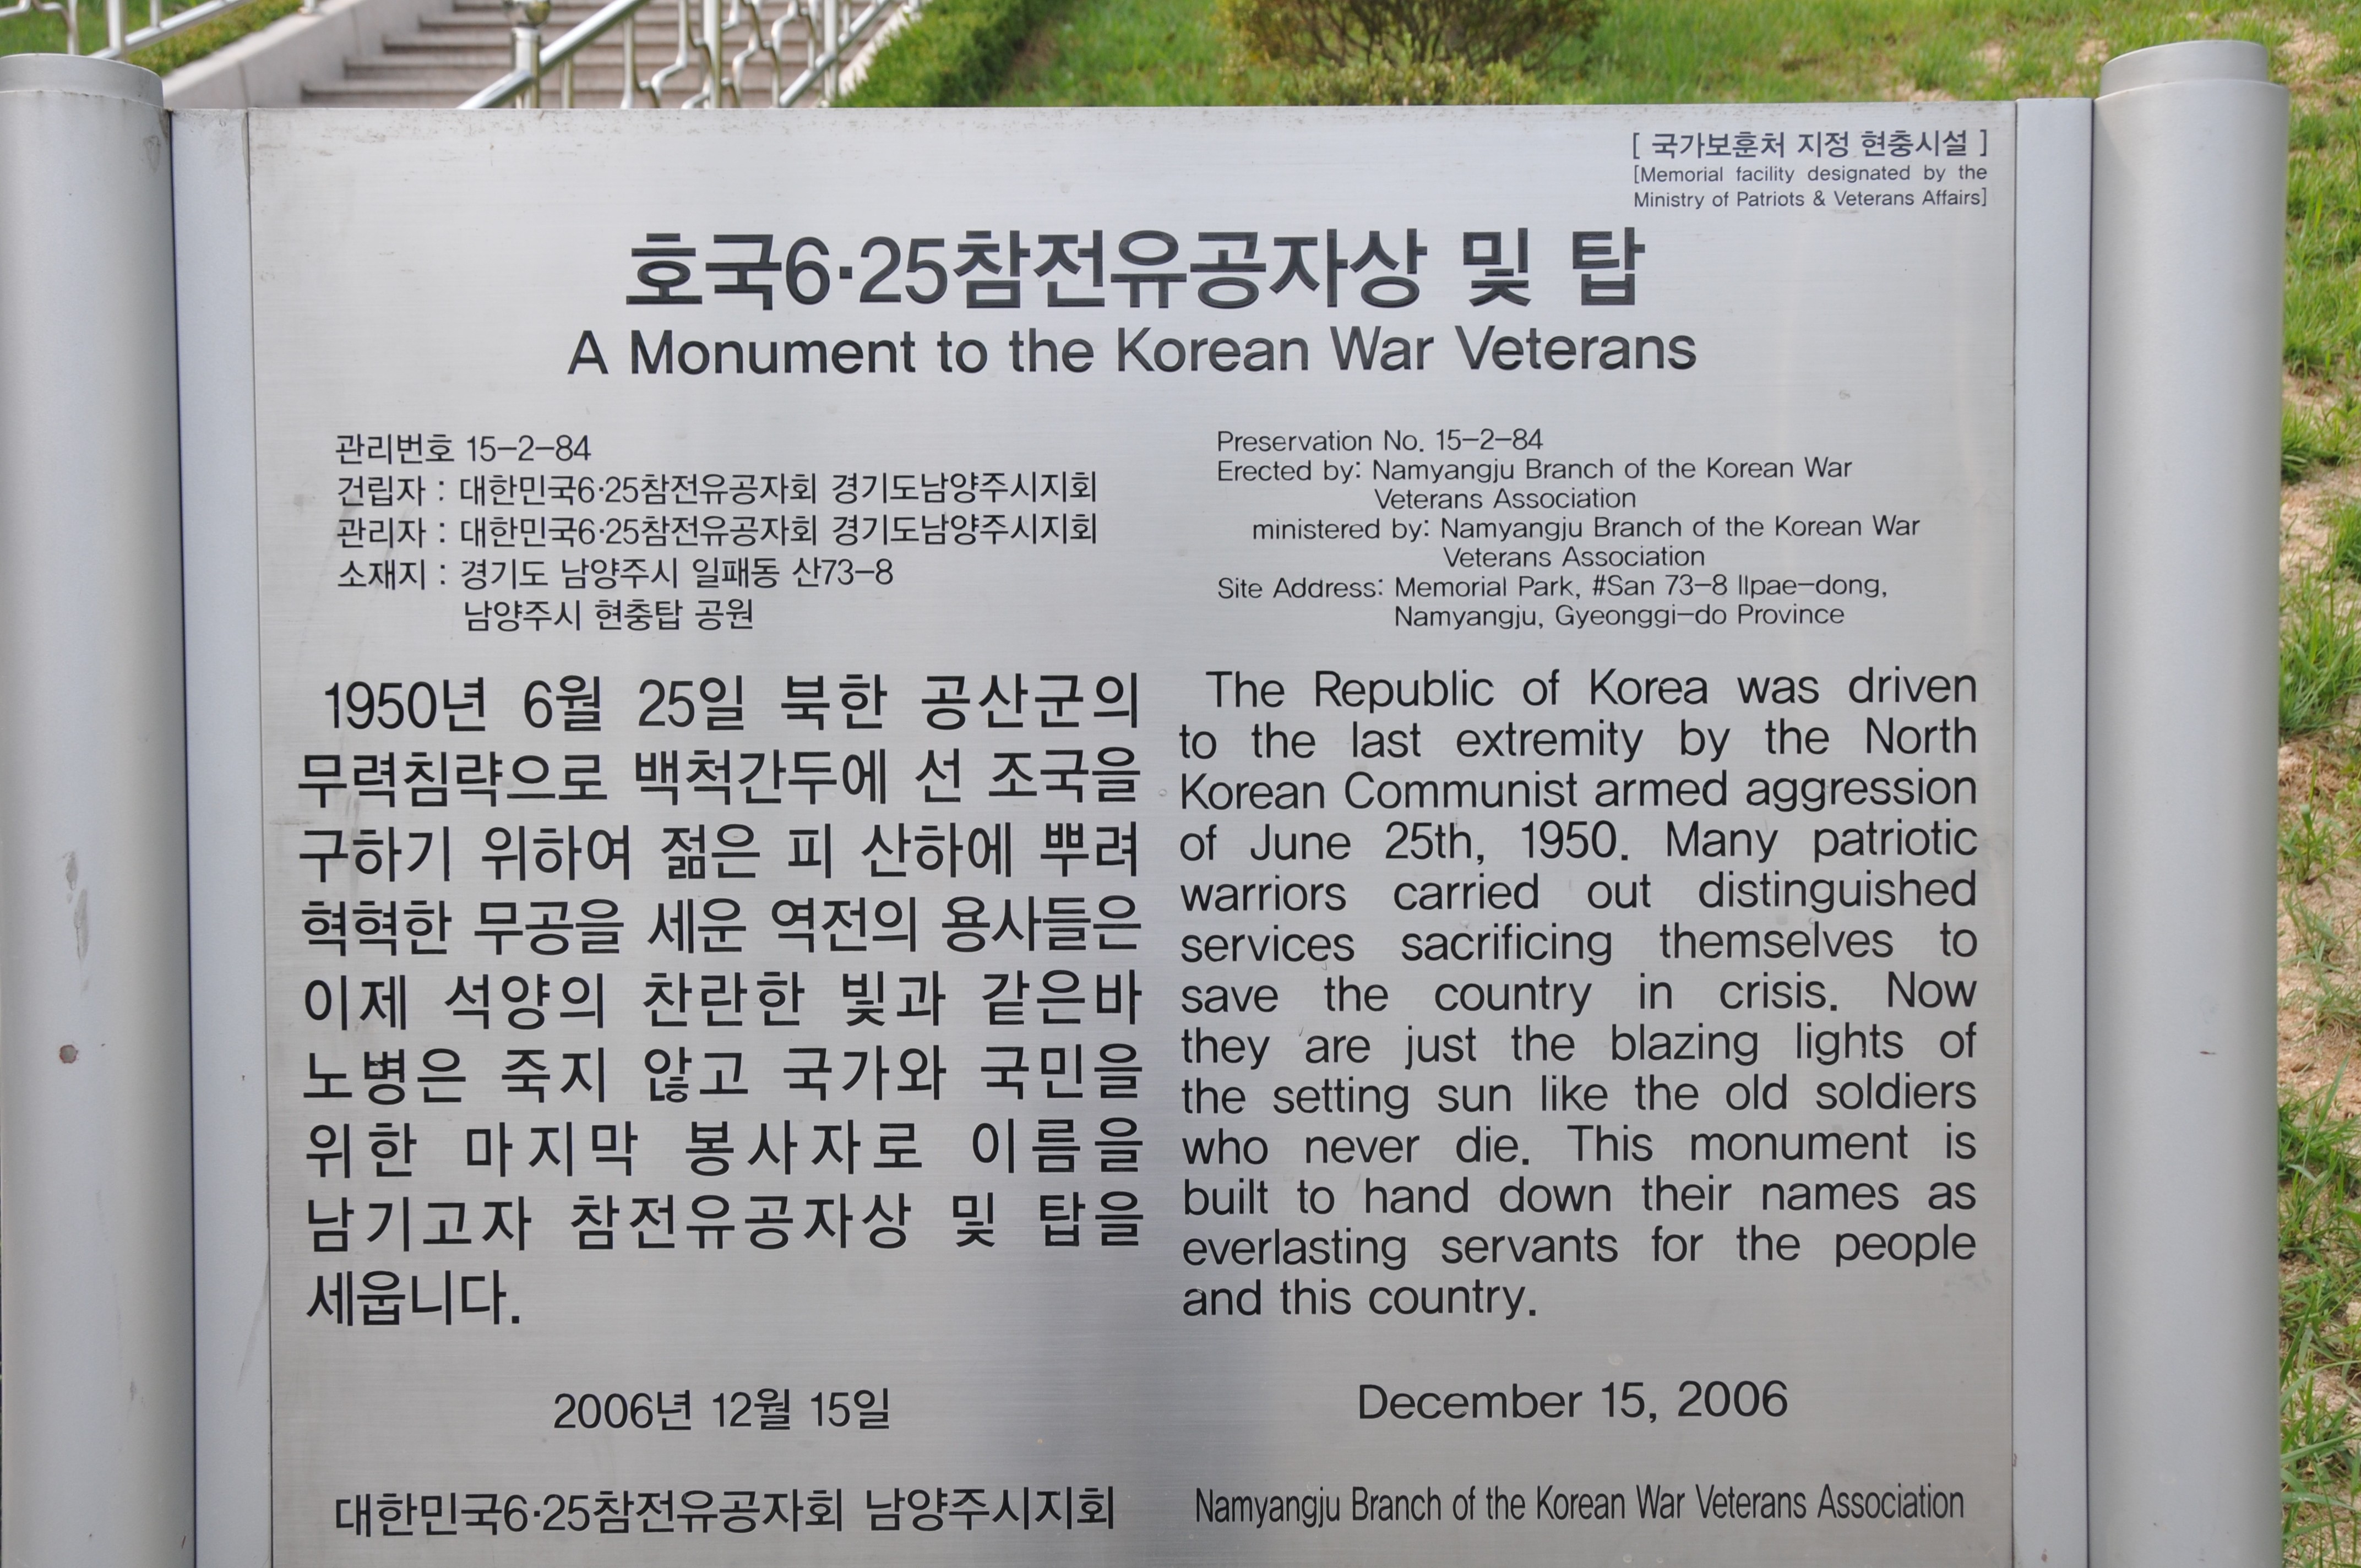 [ 국가보훈처 지정 현충시설 ]
[Memorial facility designated by the
Ministry of Patriots & Veterans Affairs]
호국6·25참전유공자상 및 탑
A Monument to the Korean War Veterans
관리번호 15-2-84
건립자 : 대한민국6·25참전유공자회 경기도남양주시지회
관리자 : 대한민국6·25참전유공자회 경기도남양주시지회
소재지 : 경기도 남양주시 일패동 산73-8
남양주시 현충탑 공원
1950년 6월 25일 북한 공산군의
무력침략으로 백척간두에 선 조국을
구하기 위하여 젊은 피 산하에 뿌려
혁혁한 무공을 세운 역전의 용사들은
이제 석양의 찬란한 빛과 같은바
노병은 죽지 않고 국가와 국민을
위한 마지막 봉사자로 이름을
남기고자 참전유공자상 및 탑을
세웁니다.
2006년 12월 15일
대한민국6·25참전유공자회 남양주시지회
Preservation No. 15-2-84
Erected by: Namyangju Branch of the Korean War
Veterans Association
ministered by: Namyangju Branch of the Korean War
Veterans Association
Site Address: Memorial Park, #San 73-8 Ilpae-dong,
Namyangju, Gyeonggi-do Province
The Republic of Korea was driven
to the last extremity by the North
Korean Communist armed aggression
of June 25th, 1950. Many patriotic
warriors carried out distinguished
services sacrificing themselves to
save the country in crisis. Now
they are just the blazing lights of
the setting sun like the old soldiers
who never die. This monument is
built to hand down their names as
everlasting servants for the people
and this country.
December 15, 2006
Namyangju Branch of the Korean War Veterans Association